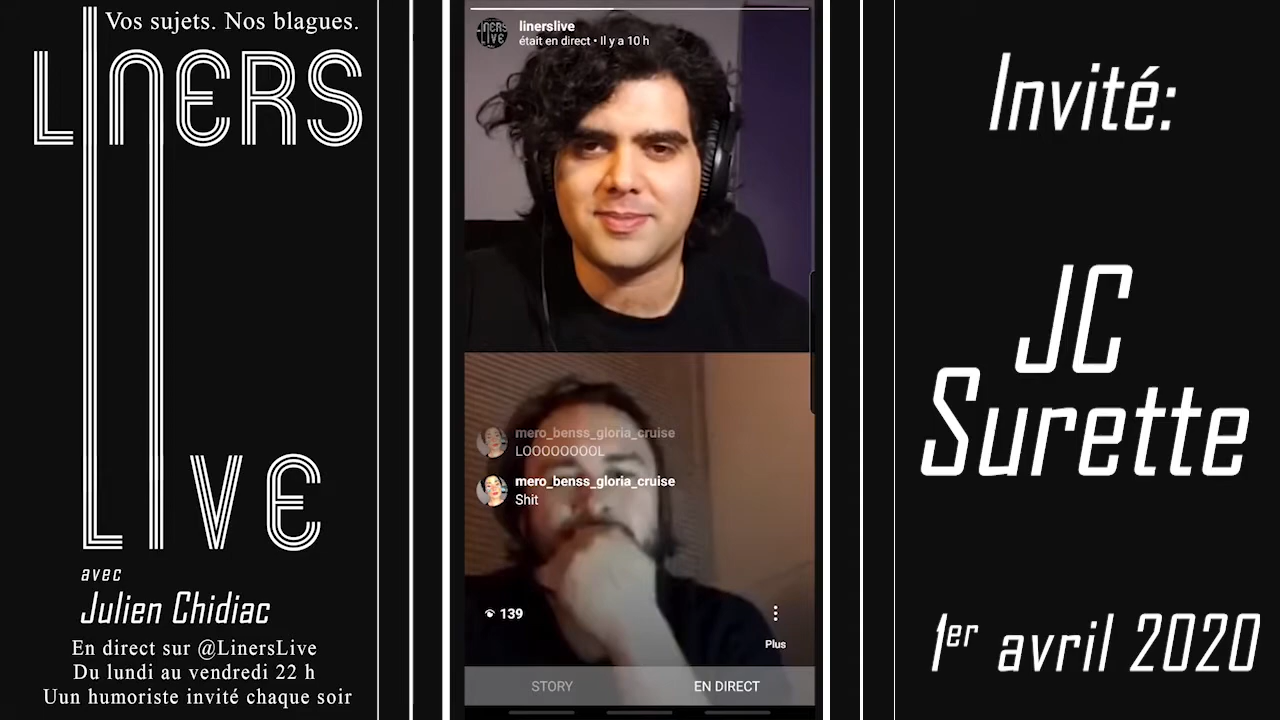 Vos sujets. Nos blagues.
LINERS
LIVE
avec
Julien Chidiac
En direct sur @LinersLive
Du lundi au vendredi 22 h
Uun humoriste invité chaque soir
LINERS
LIVE
linerslive
était en direct • Il y a 10 h
mero_benss_gloria_cruise
LOOOOOOOOL
mero_benss_gloria_cruise
Shit
139
Plus
STORY
EN DIRECT
Invité:
JC
Surette
1er avril 2020